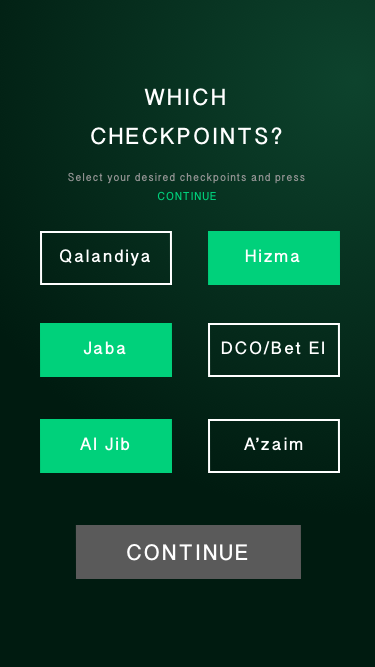 WHICH
CHECKPOINTS?
Select your desired checkpoints and press
CONTINUE
Qalandiya
Hizma
Jaba
DCO/Bet El
Al Jib
A’zaim
CONTINUE